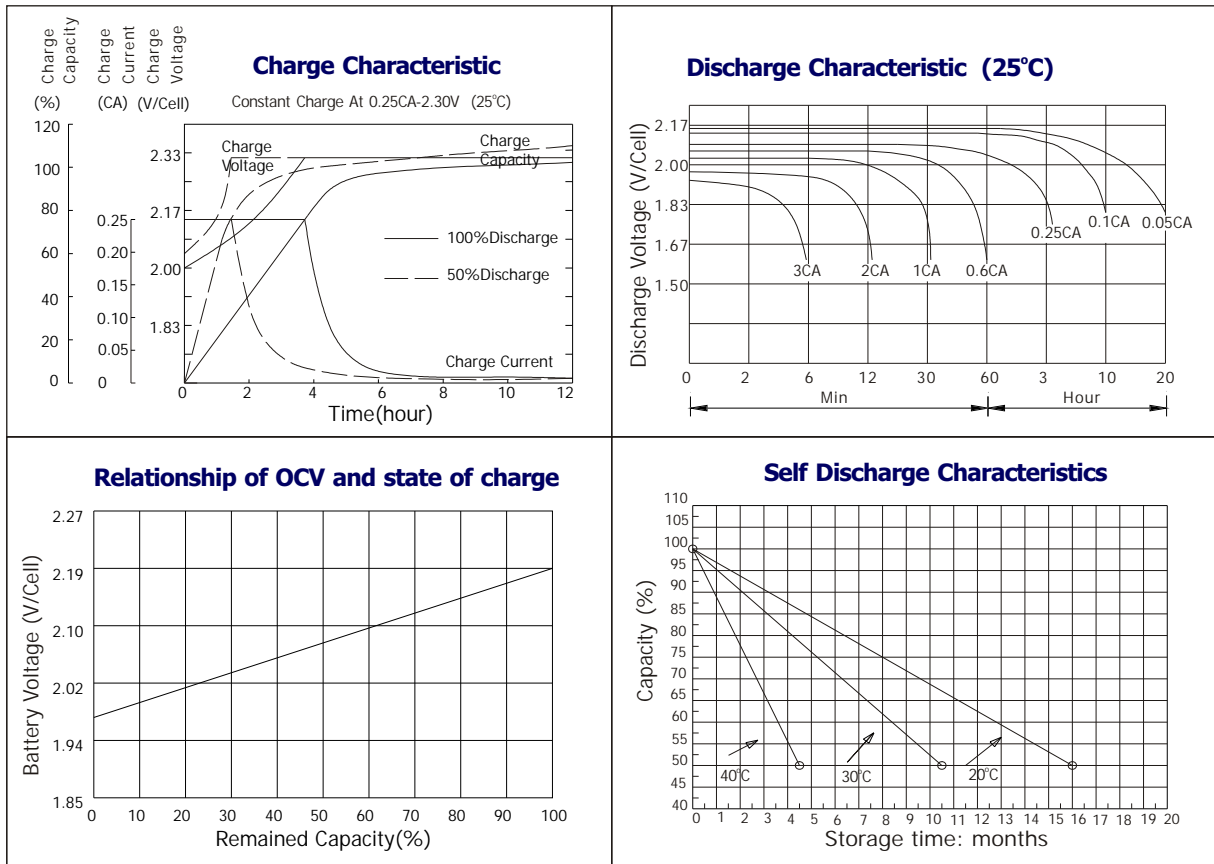 Charge Capacity
Charge Current
Charge Voltage
(%)
(CA)
(V/Cell)
Charge Characteristic
Constant Charge At 0.25CA-2.30V (25°C)
120
100
80
60
40
20
0
0.25
0.20
0.15
0.10
0.05
0
2.33
2.17
2.00
1.83
Charge
Voltage
Charge
Capacity
100%Discharge
50%Discharge
Charge Current
0 2 4 6 8 10 12
Time(hour)
Discharge Characteristic (25°C)
Discharge Voltage (V/Cell)
2.17
2.00
1.83
1.67
1.50
3CA 2CA 1CA 0.6CA 0.25CA 0.1CA 0.05CA
0 2 6 12 30 60 3 10 20
Min Hour
Relationship of OCV and state of charge
Battery Voltage (V/Cell)
2.27
2.19
2.10
2.02
1.94
1.85
0 10 20 30 40 50 60 70 80 90 100
Remained Capacity(%)
Self Discharge Characteristics
Capacity (%)
110
105
100
95
90
85
80
75
70
65
60
55
50
45
40
40°C 30°C 20°C
0 1 2 3 4 5 6 7 8 9 10 11 12 13 14 15 16 17 18 19 20
Storage time: months